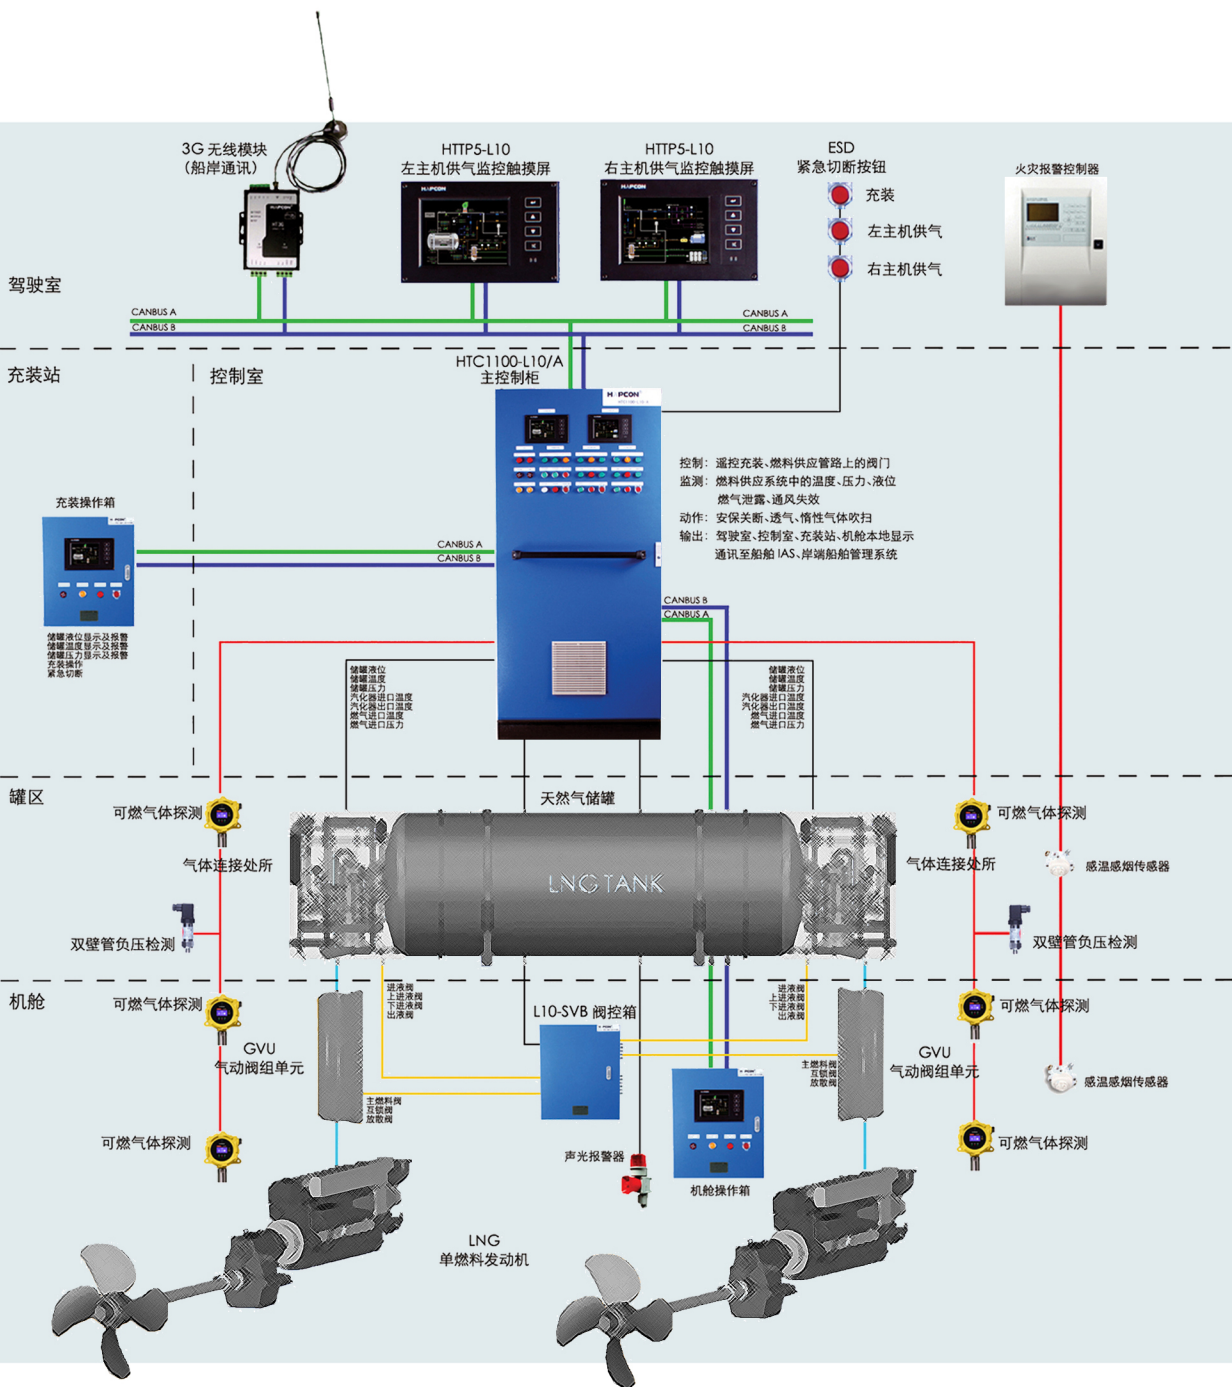 3G 无线模块
（船岸通讯）
HTTP5-L10
左主机供气监控触摸屏
HTTP5-L10
右主机供气监控触摸屏
ESD
紧急切断按钮
充装
左主机供气
右主机供气
火灾报警控制器
HAPCON
HAPCON
驾驶室
CANBUS A
CANBUS B
CANBUS A
CANBUS B
充装站
控制室
HTC1100-L10/A
主控制柜
HAPCON
控制：遥控充装、燃料供应管路上的阀门
监测：燃料供应系统中的温度、压力、液位
燃气泄露、通风失效
动作：安保关断、透气、惰性气体吹扫
输出：驾驶室、控制室、充装站、机舱本地显示
通讯至船舶 IAS、岸端船舶管理系统
充装操作箱
CANBUS A
CANBUS B
储罐液位显示及报警
储罐温度显示及报警
储罐压力显示及报警
充装操作
紧急切断
CANBUS B
CANBUS A
储罐液位
储罐温度
储罐压力
汽化器进口温度
汽化器出口温度
燃气进口温度
燃气进口压力
储罐液位
储罐温度
储罐压力
汽化器进口温度
汽化器出口温度
燃气进口温度
燃气进口压力
罐区
天然气储罐
可燃气体探测
可燃气体探测
气体连接处所
气体连接处所
感温感烟传感器
LNG TANK
双壁管负压检测
双壁管负压检测
机舱
可燃气体探测
可燃气体探测
进液阀
上进液阀
下进液阀
出液阀
进液阀
上进液阀
下进液阀
出液阀
L10-SVB 阀控箱
GVU
气动阀组单元
GVU
气动阀组单元
主燃料阀
互锁阀
放散阀
主燃料阀
互锁阀
放散阀
感温感烟传感器
可燃气体探测
可燃气体探测
声光报警器
机舱操作箱
LNG
单燃料发动机